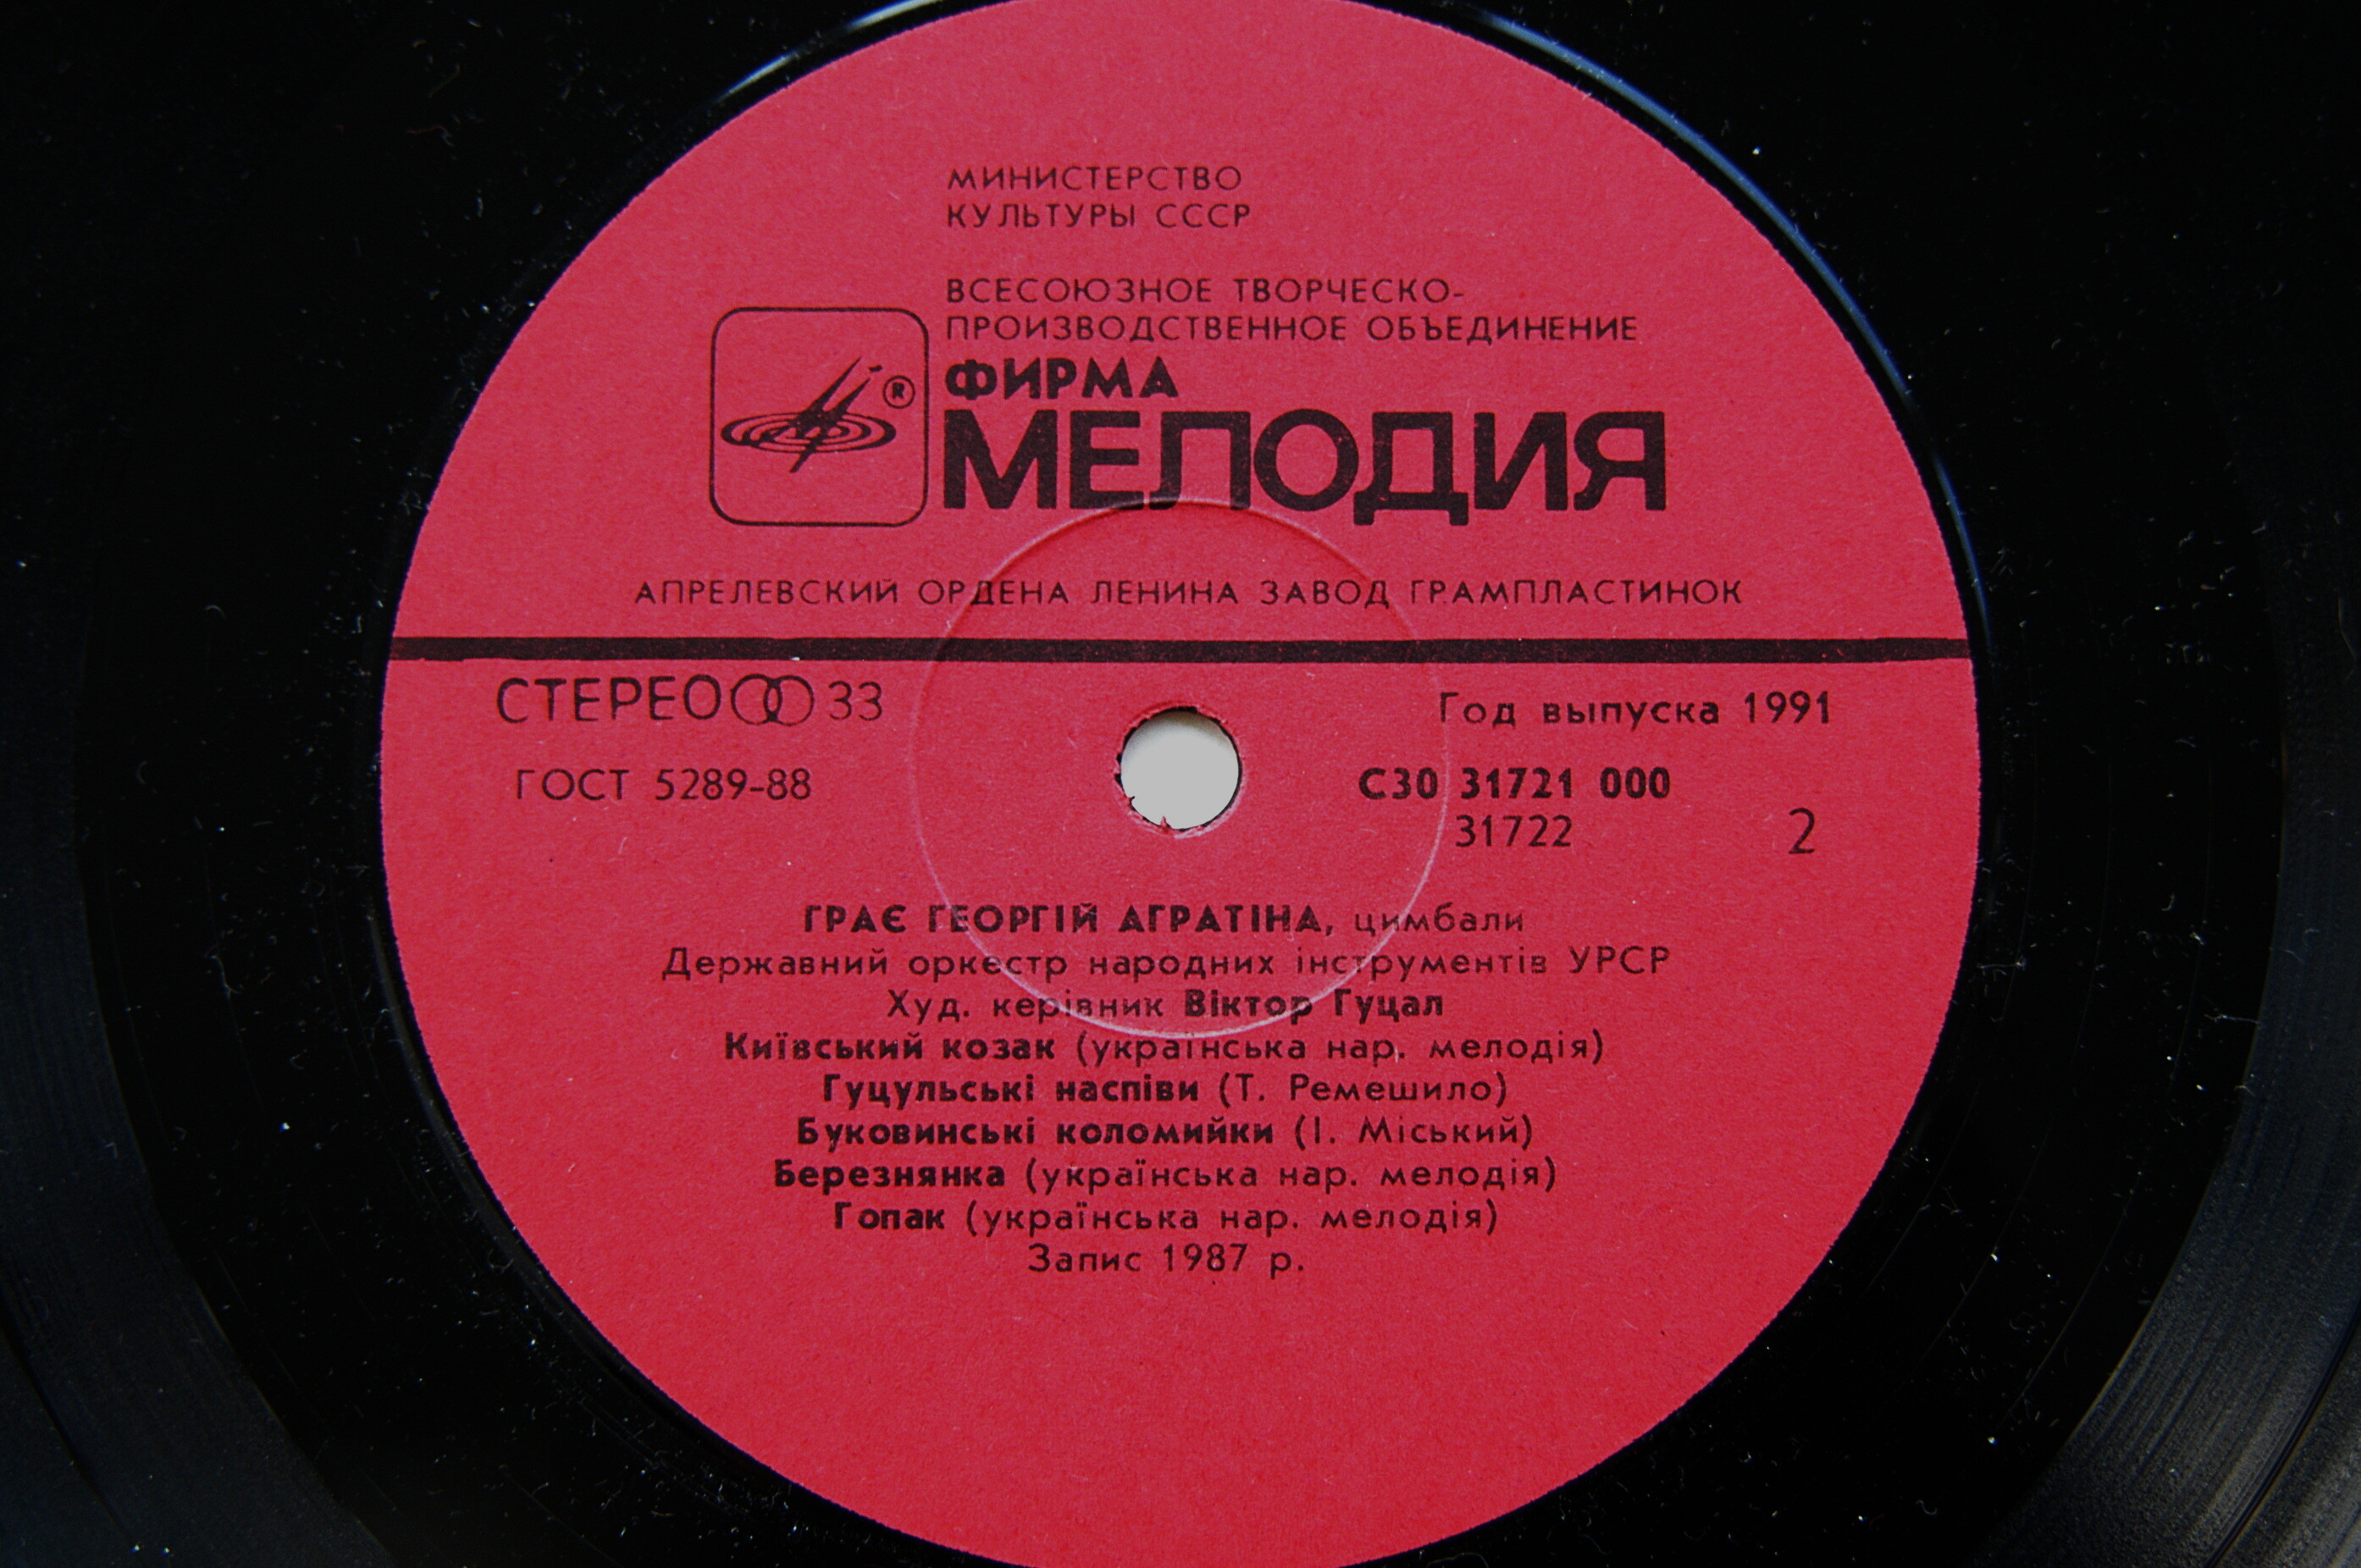 МИНИСТЕРСТВО
КУЛЬТУРЫ СССР
ВСЕСОЮЗНОЕ ТВОРЧЕСКО-
ПРОИЗВОДСТВЕННОЕ ОБЪЕДИНЕНИЕ
® ФИРМА
МЕЛОДИЯ
АПРЕЛЕВСКИЙ ОРДЕНА ЛЕНИНА ЗАВОД ГРАМПЛАСТИНОК
СТЕРЕО 33 Год выпуска 1991
ГОСТ 5289-88 С30 31721 000
31722 2
ГРАЄ ГЕОРГІЙ АГРАТІНА, цимбали
Державний оркестр народних інструментів УРСР
Худ. керівник Віктор Гуцал
Київський козак (українська нар. мелодія)
Гуцульські наспіви (Т. Ремешило)
Буковинські коломийки (І. Міський)
Березнянка (українська нар. мелодія)
Гопак (українська нар. мелодія)
Запис 1987 р.